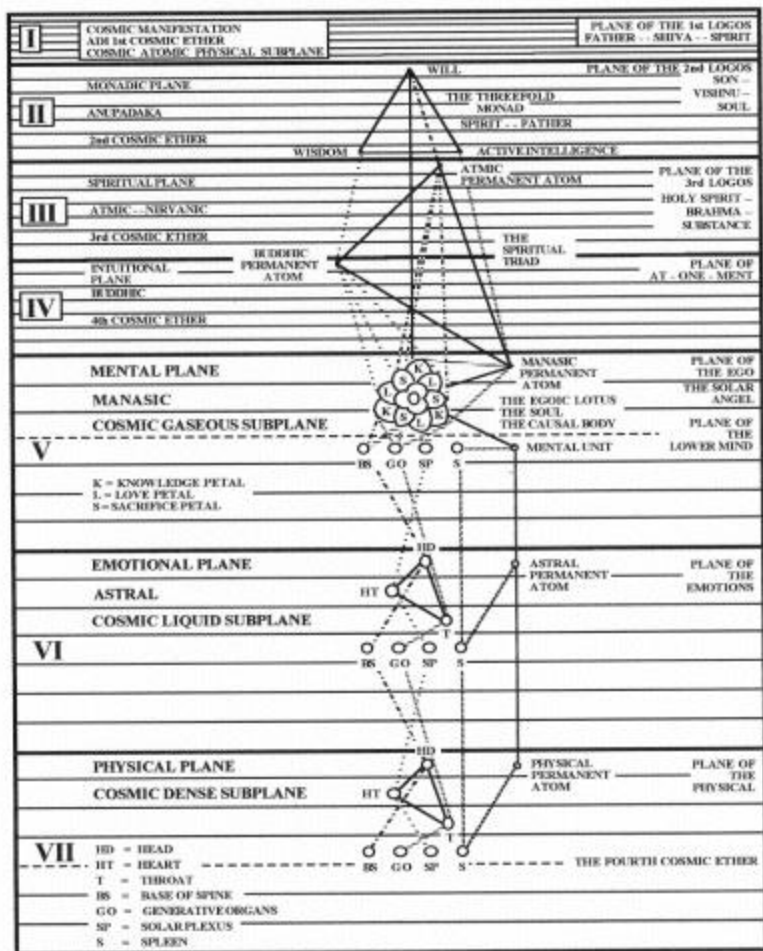 I
COSMIC MANIFESTATION
ADI 1st COSMIC ETHER
COSMIC ATOMIC PHYSICAL SUBPLANE
PLANE OF THE 1st LOGOS
FATHER - - SHIVA - - SPIRIT
II
MONADIC PLANE
ANUPADAKA
2nd COSMIC ETHER
WILL
THE THREEFOLD
MONAD
SPIRIT - - FATHER
WISDOM
ACTIVE INTELLIGENCE
PLANE OF THE 2nd LOGOS
SON –
VISHNU –
SOUL
III
SPIRITUAL PLANE
ATMIC - - NIRVANIC
3rd COSMIC ETHER
ATMIC
PERMANENT ATOM
PLANE OF THE
3rd LOGOS
HOLY SPIRIT –
BRAHMA –
SUBSTANCE
BUDDHIC
PERMANENT
ATOM
THE
SPIRITUAL
TRIAD
IV
INTUITIONAL
PLANE
BUDDHIC
4th COSMIC ETHER
PLANE OF
AT - ONE - MENT
MENTAL PLANE
MANASIC
COSMIC GASEOUS SUBPLANE
V
K
S L
L O S
K S L K
MANASIC
PERMANENT
ATOM
THE EGOIC LOTUS
THE SOUL
THE CAUSAL BODY
PLANE OF
THE EGO
THE SOLAR
ANGEL
PLANE OF
THE
LOWER MIND
BS GO SP S
MENTAL UNIT
K = KNOWLEDGE PETAL
L = LOVE PETAL
S = SACRIFICE PETAL
EMOTIONAL PLANE
ASTRAL
COSMIC LIQUID SUBPLANE
VI
HD
HT
T
ASTRAL
PERMANENT
ATOM
PLANE OF
THE
EMOTIONS
BS GO SP S
PHYSICAL PLANE
COSMIC DENSE SUBPLANE
HD
HT
T
PHYSICAL
PERMANENT
ATOM
PLANE OF
THE
PHYSICAL
VII
BS GO SP S
THE FOURTH COSMIC ETHER
HD = HEAD
HT = HEART
T = THROAT
BS = BASE OF SPINE
GO = GENERATIVE ORGANS
SP = SOLAR PLEXUS
S = SPLEEN